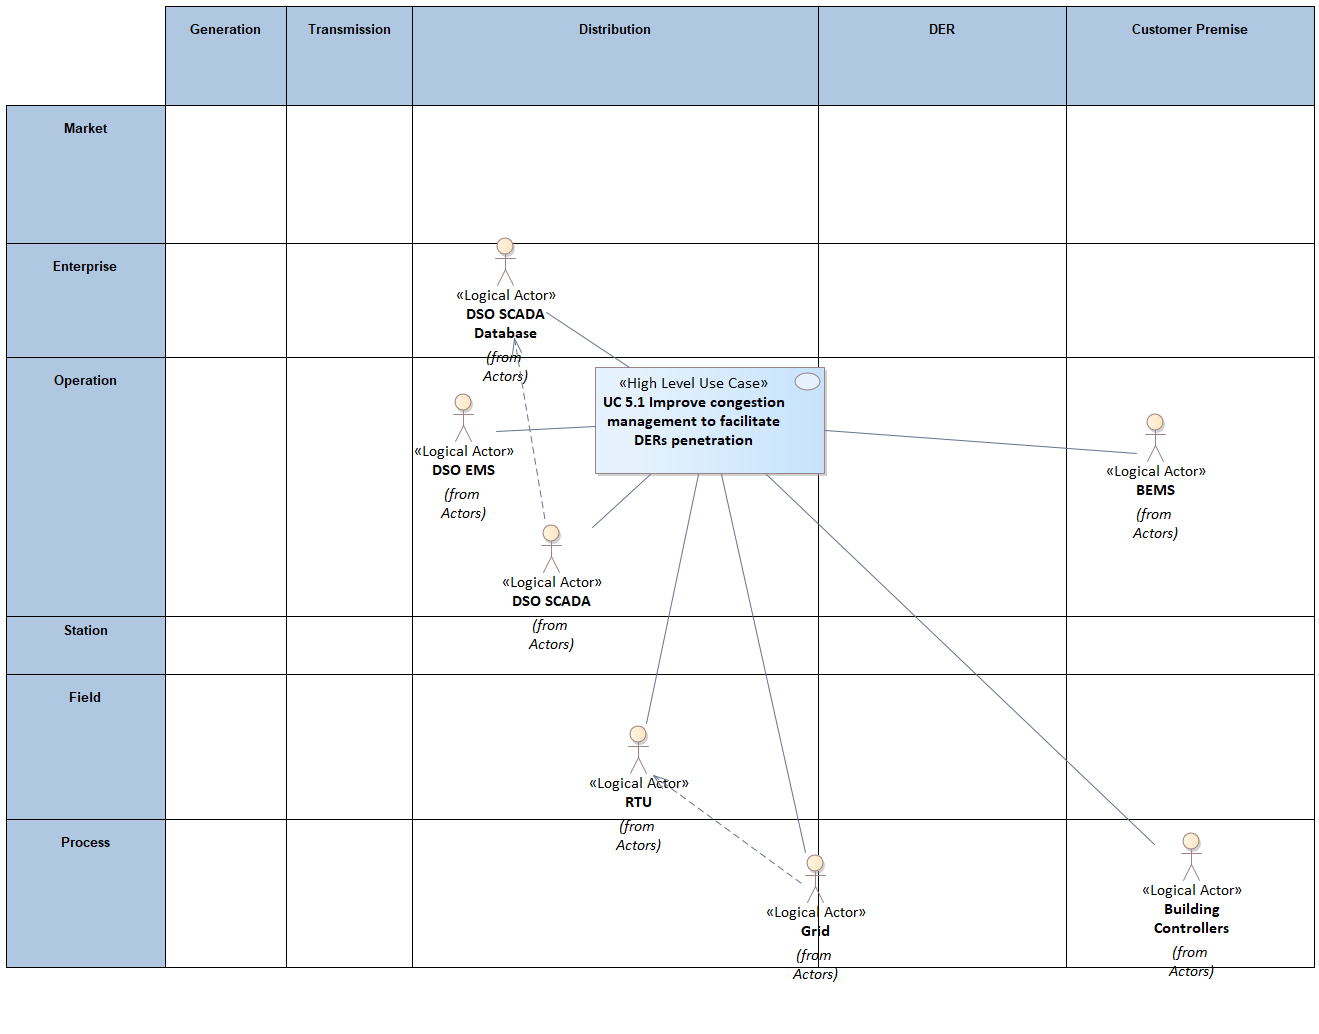 Generation
Transmission
Distribution
DER
Customer Premise
Market
Enterprise
«Logical Actor»
DSO SCADA
Database
(from
Actors)
Operation
«High Level Use Case»
UC 5.1 Improve congestion
management to facilitate
DERs penetration
«Logical Actor»
DSO EMS
(from
Actors)
«Logical Actor»
BEMS
(from
Actors)
«Logical Actor»
DSO SCADA
(from
Actors)
Station
Field
«Logical Actor»
RTU
(from
Actors)
Process
«Logical Actor»
Grid
(from
Actors)
«Logical Actor»
Building
Controllers
(from
Actors)